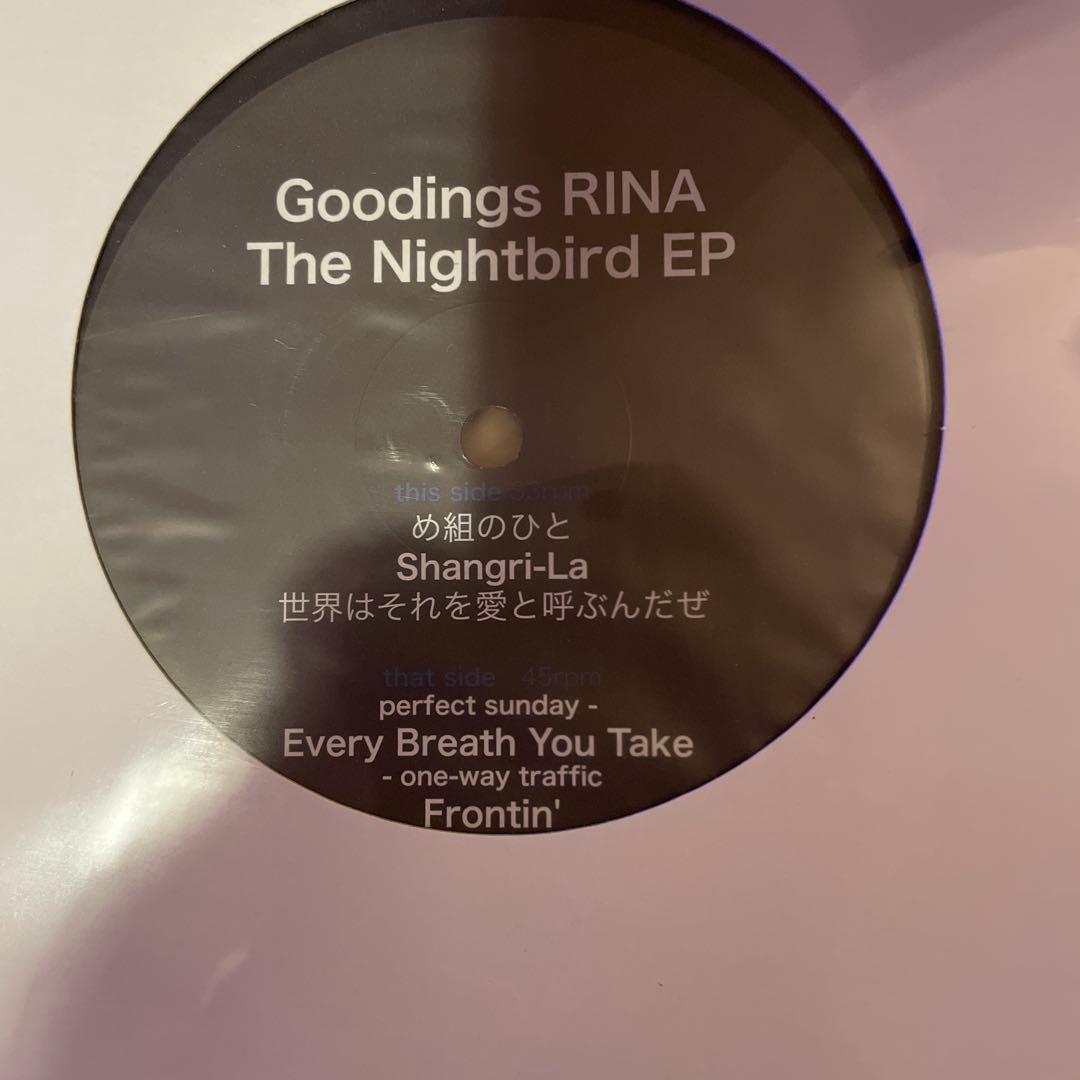 Goodings RINA
The Nightbird EP
this side 33rpm
め組のひと
Shangri-La
世界はそれを愛と呼ぶんだぜ
that side 45rpm
perfect sunday -
Every Breath You Take
- one-way traffic
Frontin'